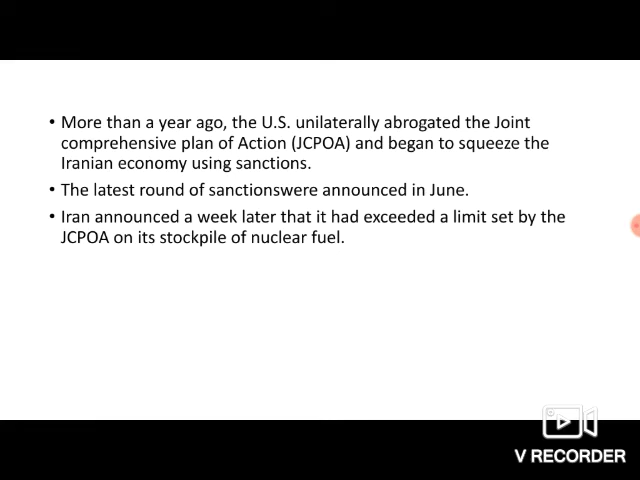 • More than a year ago, the U.S. unilaterally abrogated the Joint
comprehensive plan of Action (JCPOA) and began to squeeze the
Iranian economy using sanctions.
• The latest round of sanctionswere announced in June.
• Iran announced a week later that it had exceeded a limit set by the
JCPOA on its stockpile of nuclear fuel.
V RECORDER